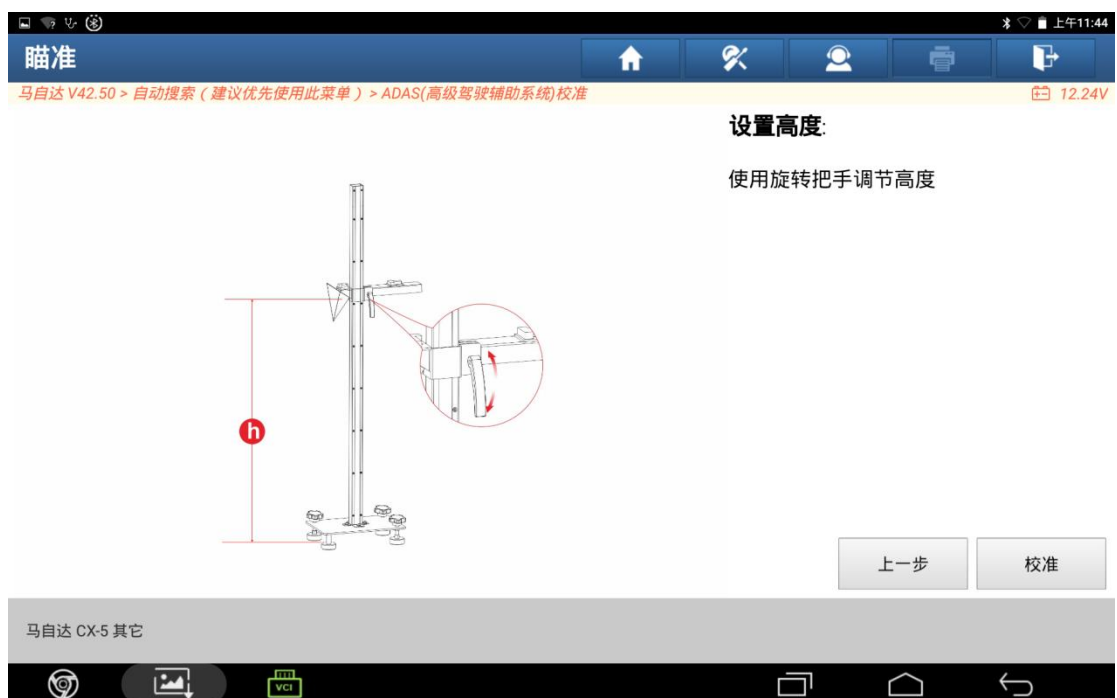 上午11:44
瞄准
马自达 V42.50 > 自动搜索（建议优先使用此菜单）> ADAS(高级驾驶辅助系统)校准
12.24V
设置高度:
使用旋转把手调节高度
h
上一步
校准
马自达 CX-5 其它
VCI